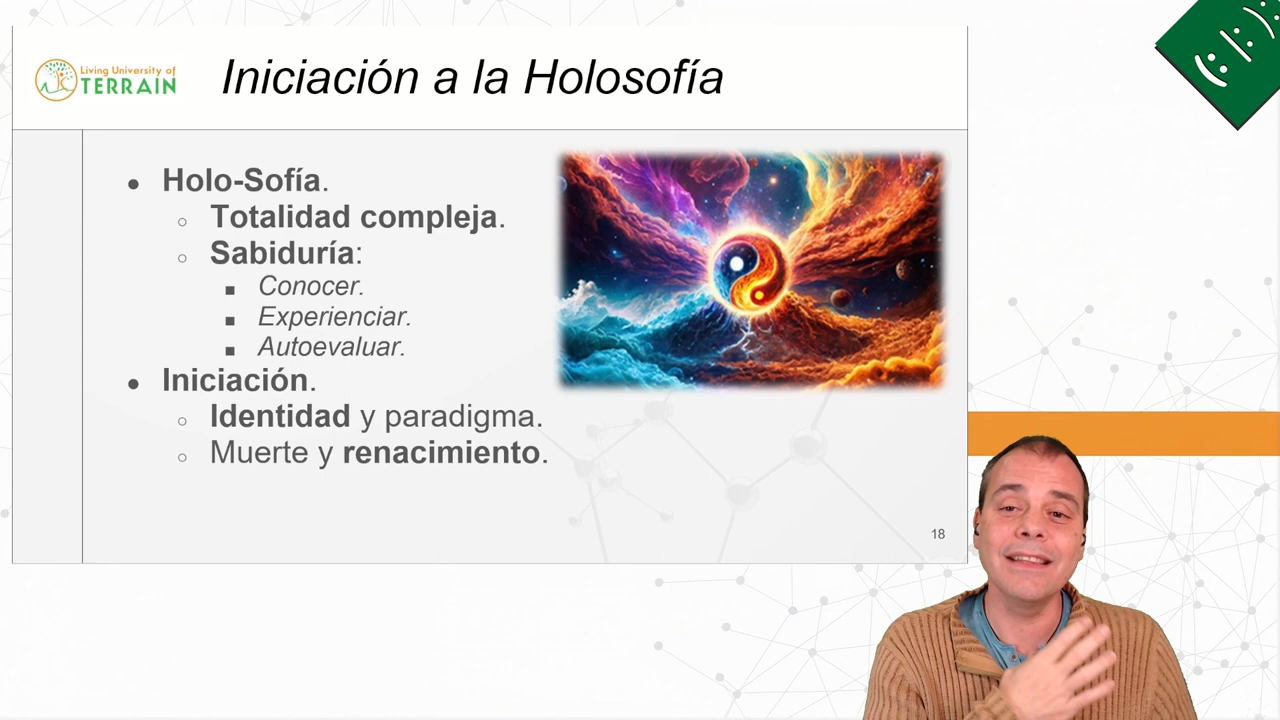 Living University of
TERRAIN
Iniciación a la Holosofía
Holo-Sofía.
Totalidad compleja.
Sabiduría:
Conocer.
Experienciar.
Autoevaluar.
Iniciación.
Identidad y paradigma.
Muerte y renacimiento.
18